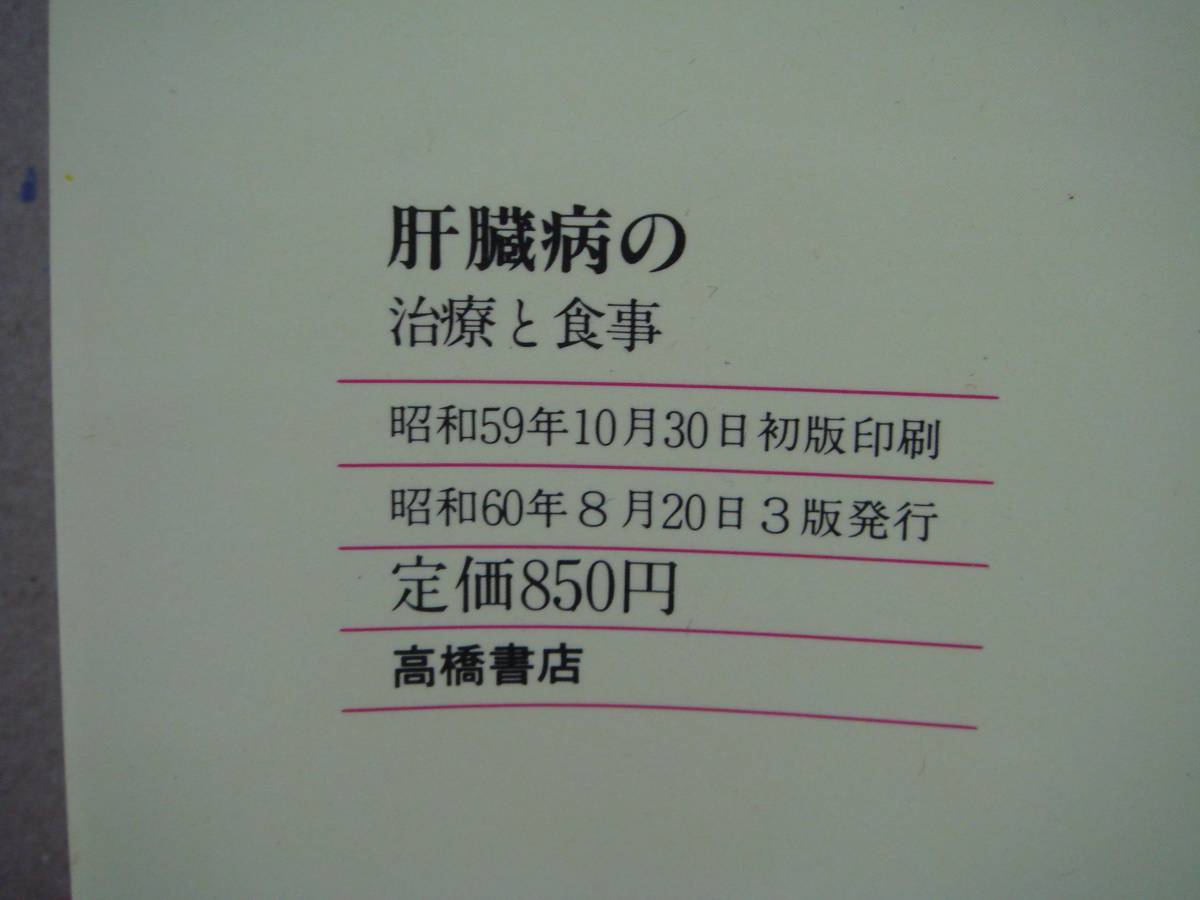 肝臓病の
治療と食事
昭和59年10月30日初版印刷
昭和60年８月20日３版発行
定価850円
高橋書店